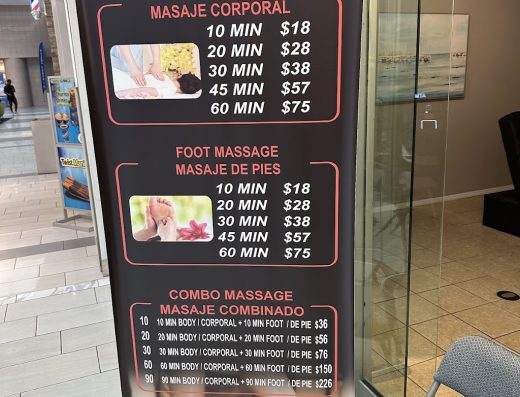 MASAJE CORPORAL
10 MIN $18
20 MIN $28
30 MIN $38
45 MIN $57
60 MIN $75
FOOT MASSAGE
MASAJE DE PIES
10 MIN $18
20 MIN $28
30 MIN $38
45 MIN $57
60 MIN $75
COMBO MASSAGE
MASAJE COMBINADO
10 10 MIN BODY / CORPORAL + 10 MIN FOOT / DE PIE $36
20 20 MIN BODY / CORPORAL + 20 MIN FOOT / DE PIE $56
30 30 MIN BODY / CORPORAL + 30 MIN FOOT / DE PIE $76
60 60 MIN BODY / CORPORAL + 60 MIN FOOT / DE PIE $150
90 90 MIN BODY / CORPORAL + 90 MIN FOOT / DE PIE $226